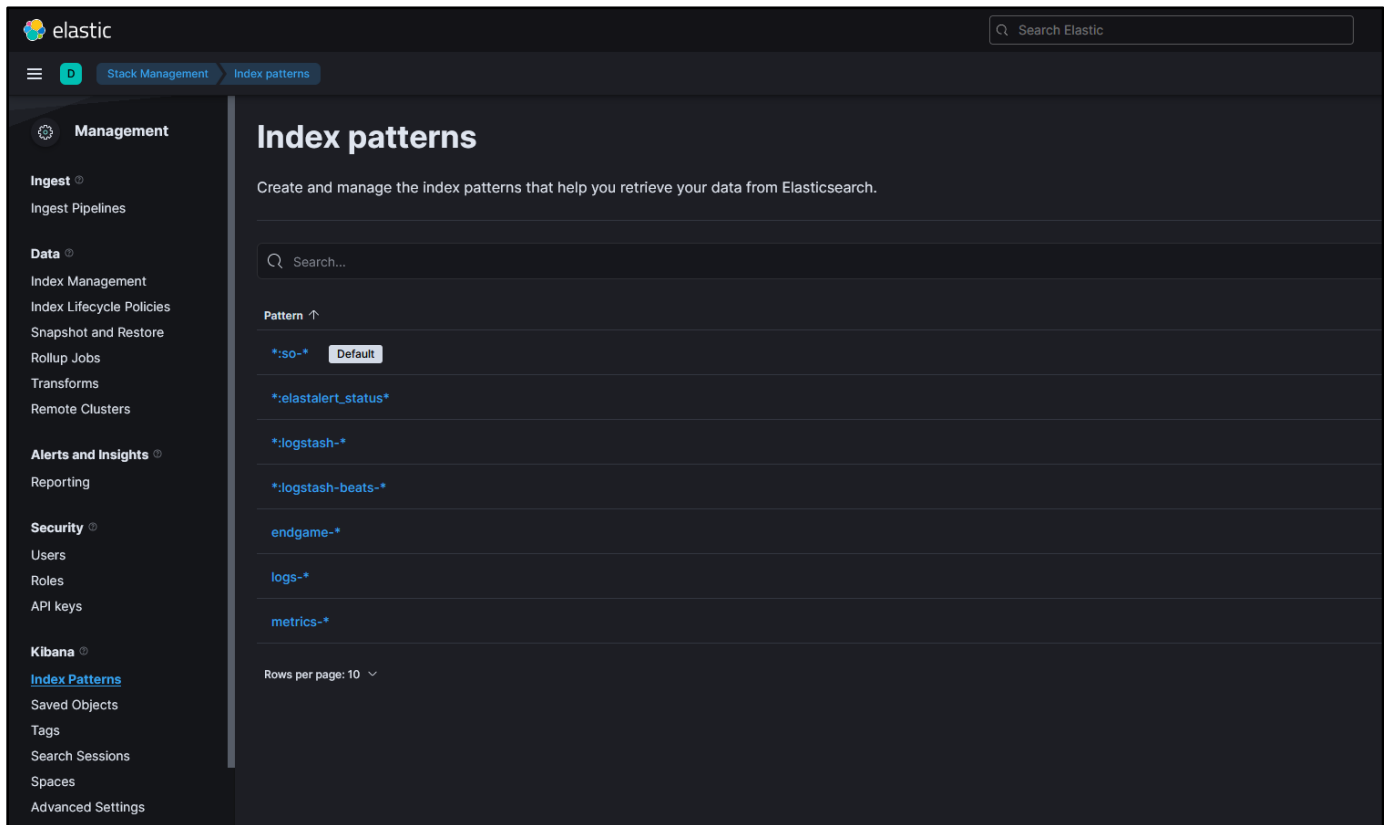 elastic
Search Elastic
D
Stack Management
Index patterns
Management
Ingest
Ingest Pipelines
Data
Index Management
Index Lifecycle Policies
Snapshot and Restore
Rollup Jobs
Transforms
Remote Clusters
Alerts and Insights
Reporting
Security
Users
Roles
API keys
Kibana
Index Patterns
Saved Objects
Tags
Search Sessions
Spaces
Advanced Settings
Index patterns
Create and manage the index patterns that help you retrieve your data from Elasticsearch.
Search...
Pattern ↑
*:so-* Default
*:elastalert_status*
*:logstash-*
*:logstash-beats-*
endgame-*
logs-*
metrics-*
Rows per page: 10